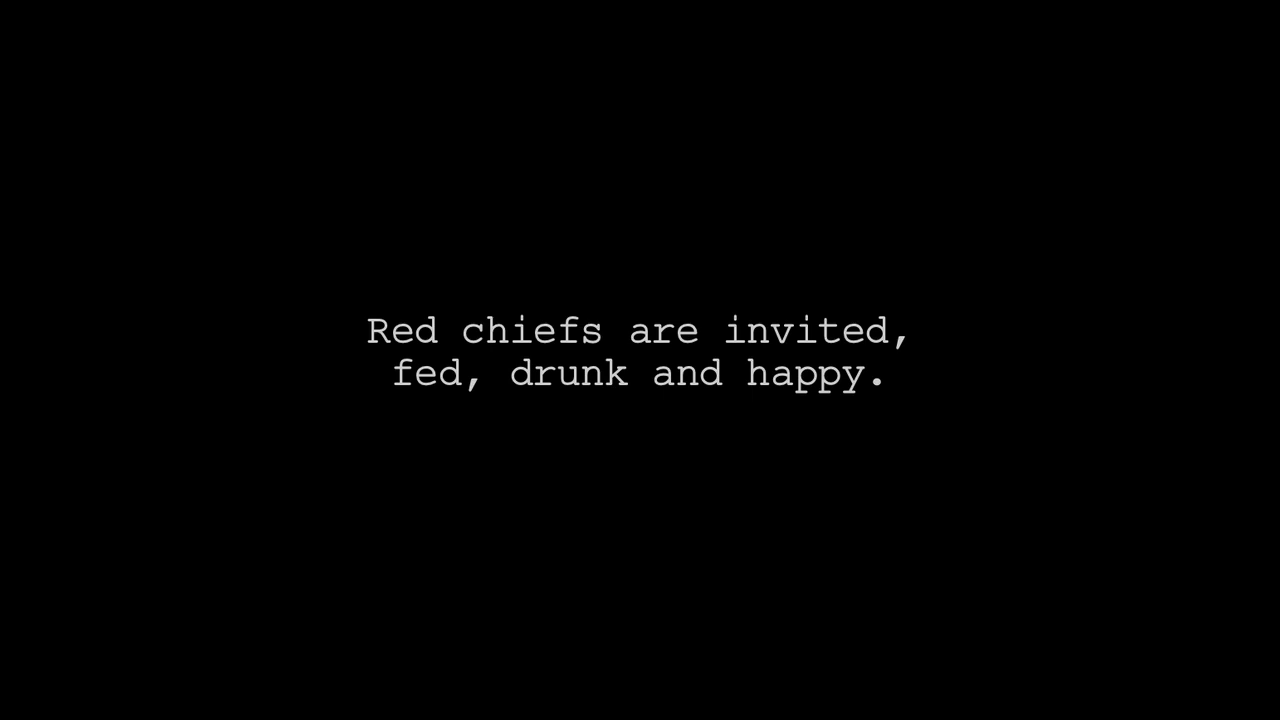 Red chiefs are invited,
fed, drunk and happy.